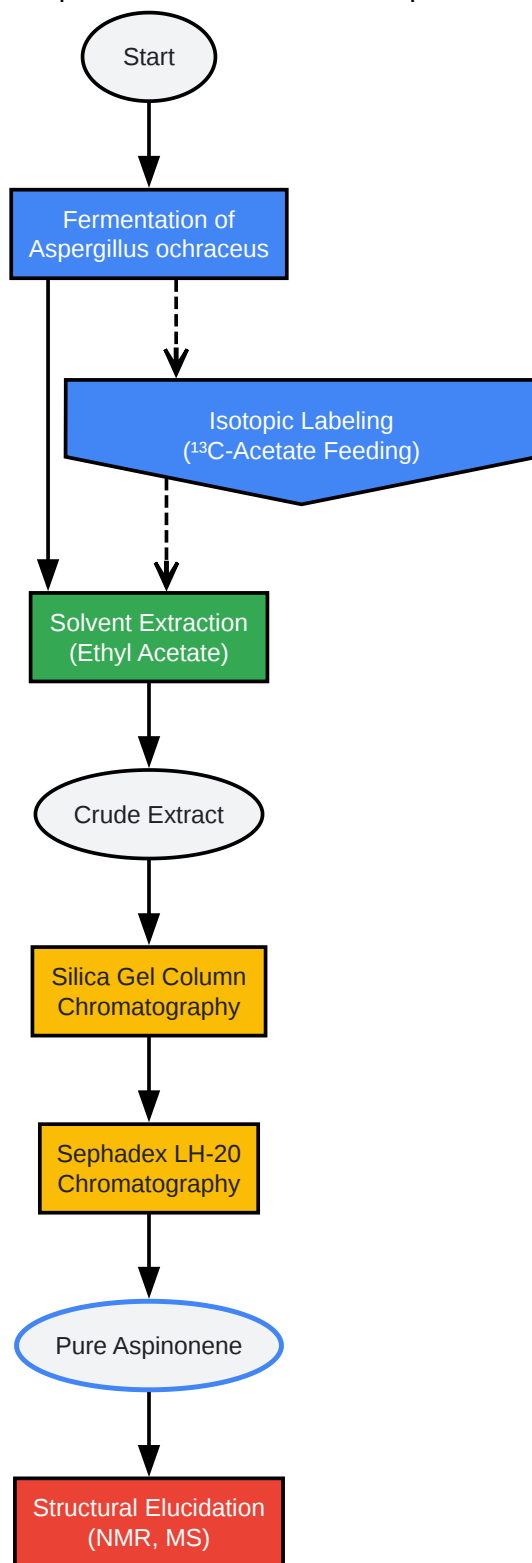 Start
Fermentation of
Aspergillus ochraceus
Isotopic Labeling
(¹³C-Acetate Feeding)
Solvent Extraction
(Ethyl Acetate)
Crude Extract
Silica Gel Column
Chromatography
Sephadex LH-20
Chromatography
Pure Aspinonene
Structural Elucidation
(NMR, MS)